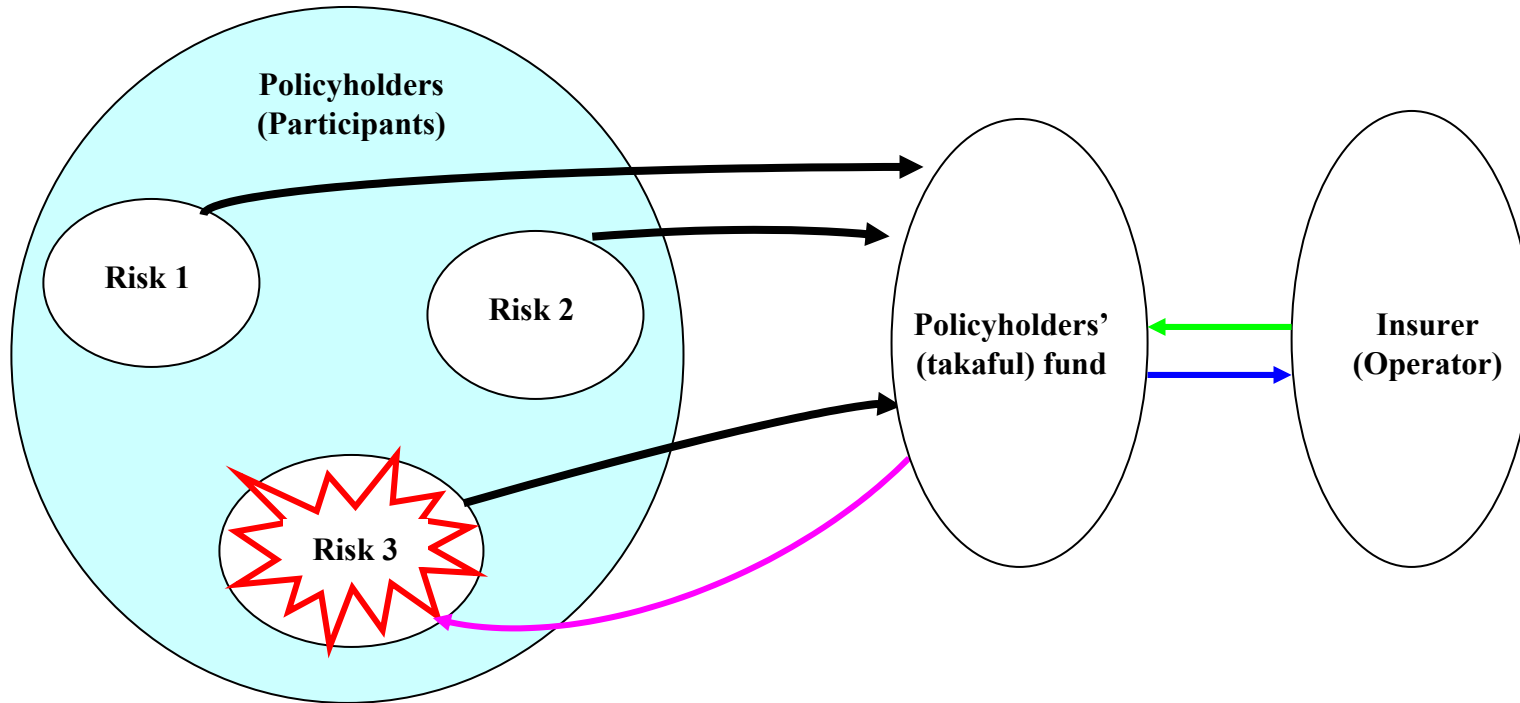 Policyholders
(Participants)
Risk 1
Risk 2
Risk 3
Policyholders’
(takaful) fund
Insurer
(Operator)